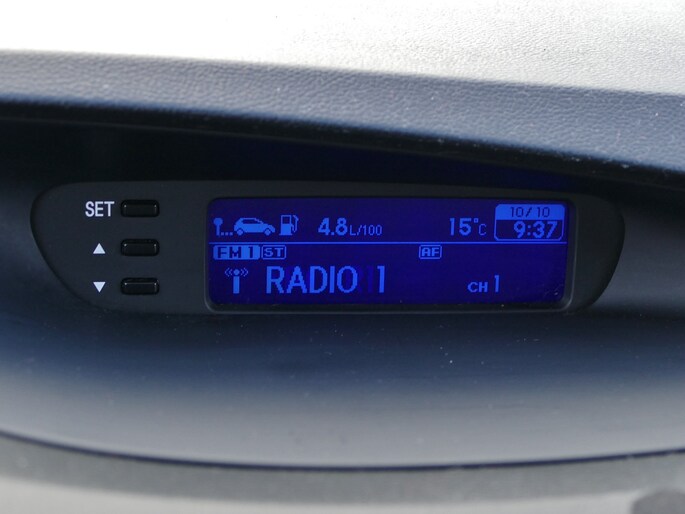 SET
4.8L/100
15°C
10/10
9:37
FM1 ST
AF
RADIO 1
CH1